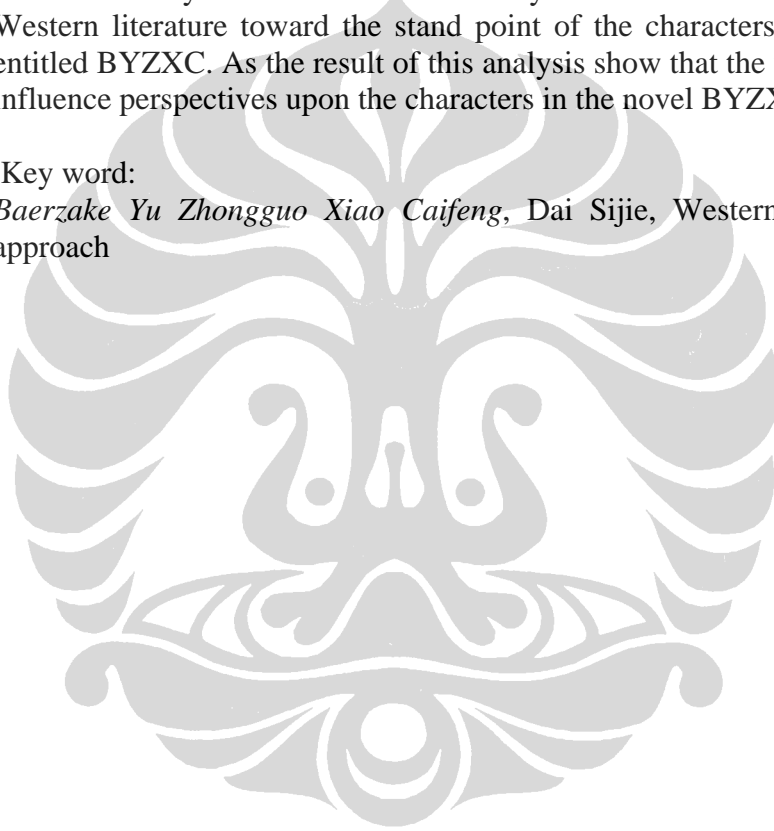 Western literature toward the stand point of the characters
entitled BYZXC. As the result of this analysis show that the
influence perspectives upon the characters in the novel
Key word:
Baerzake Yu Zhongguo Xiao Caifeng, Dai Sijie, Western
approach